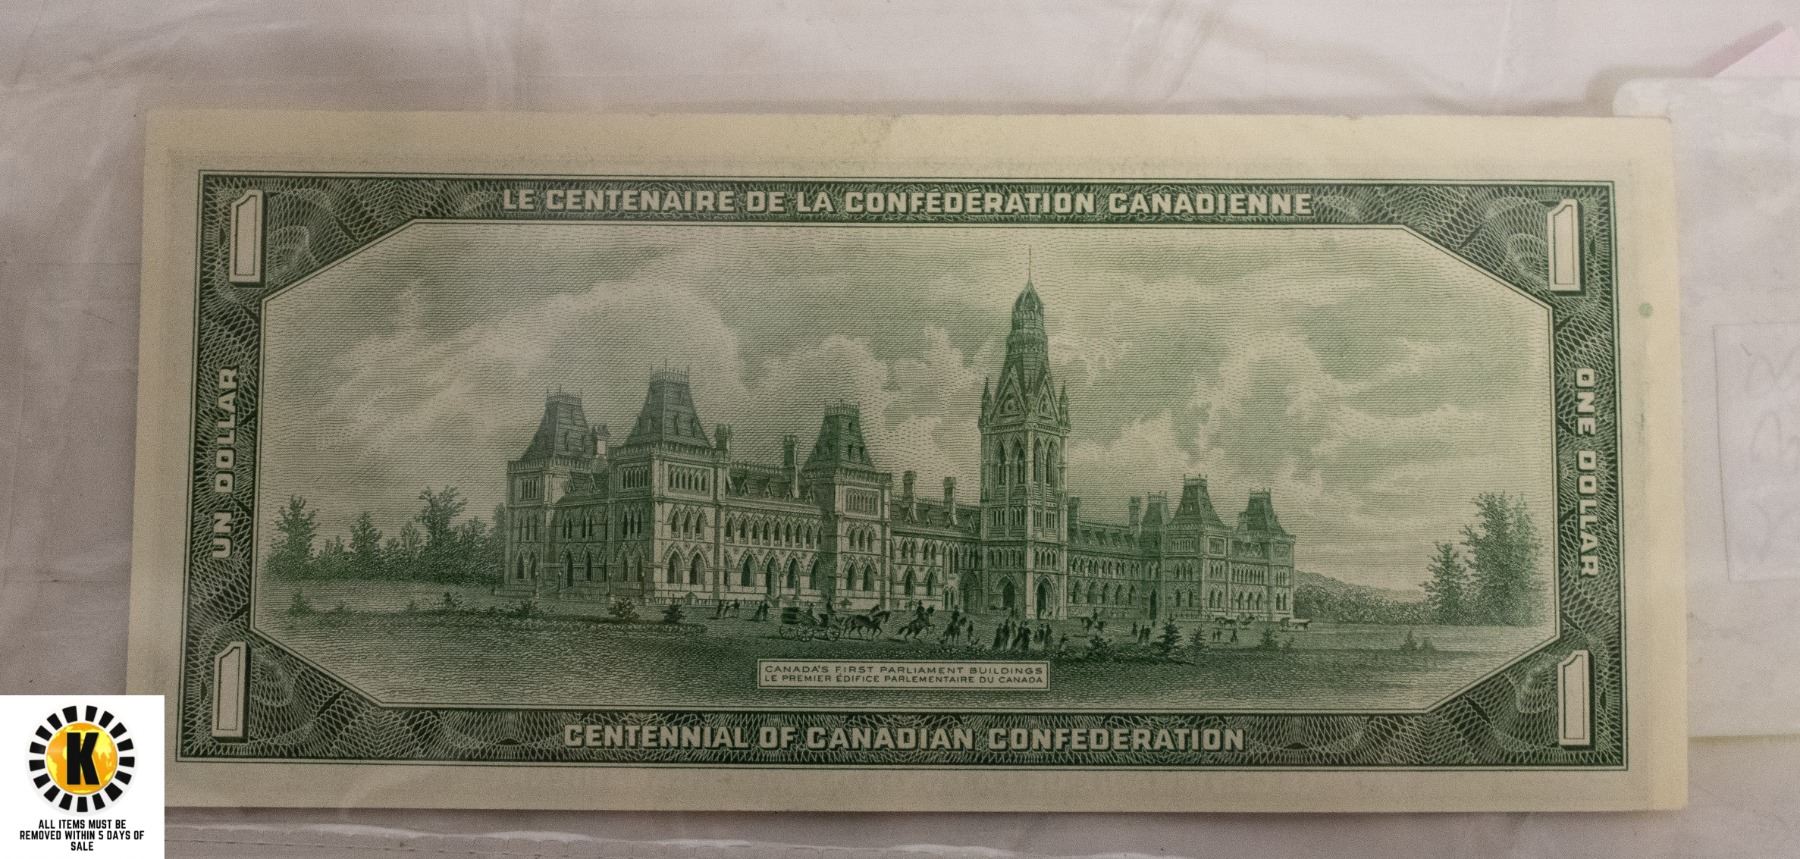 1
LE CENTENAIRE DE LA CONFÉDÉRATION CANADIENNE
1
UN DOLLAR
ONE DOLLAR
CANADA'S FIRST PARLIAMENT BUILDINGS
LE PREMIER ÉDIFICE PARLEMENTAIRE DU CANADA
1
CENTENNIAL OF CANADIAN CONFEDERATION
1
K
ALL ITEMS MUST BE
REMOVED WITHIN 5 DAYS OF
SALE